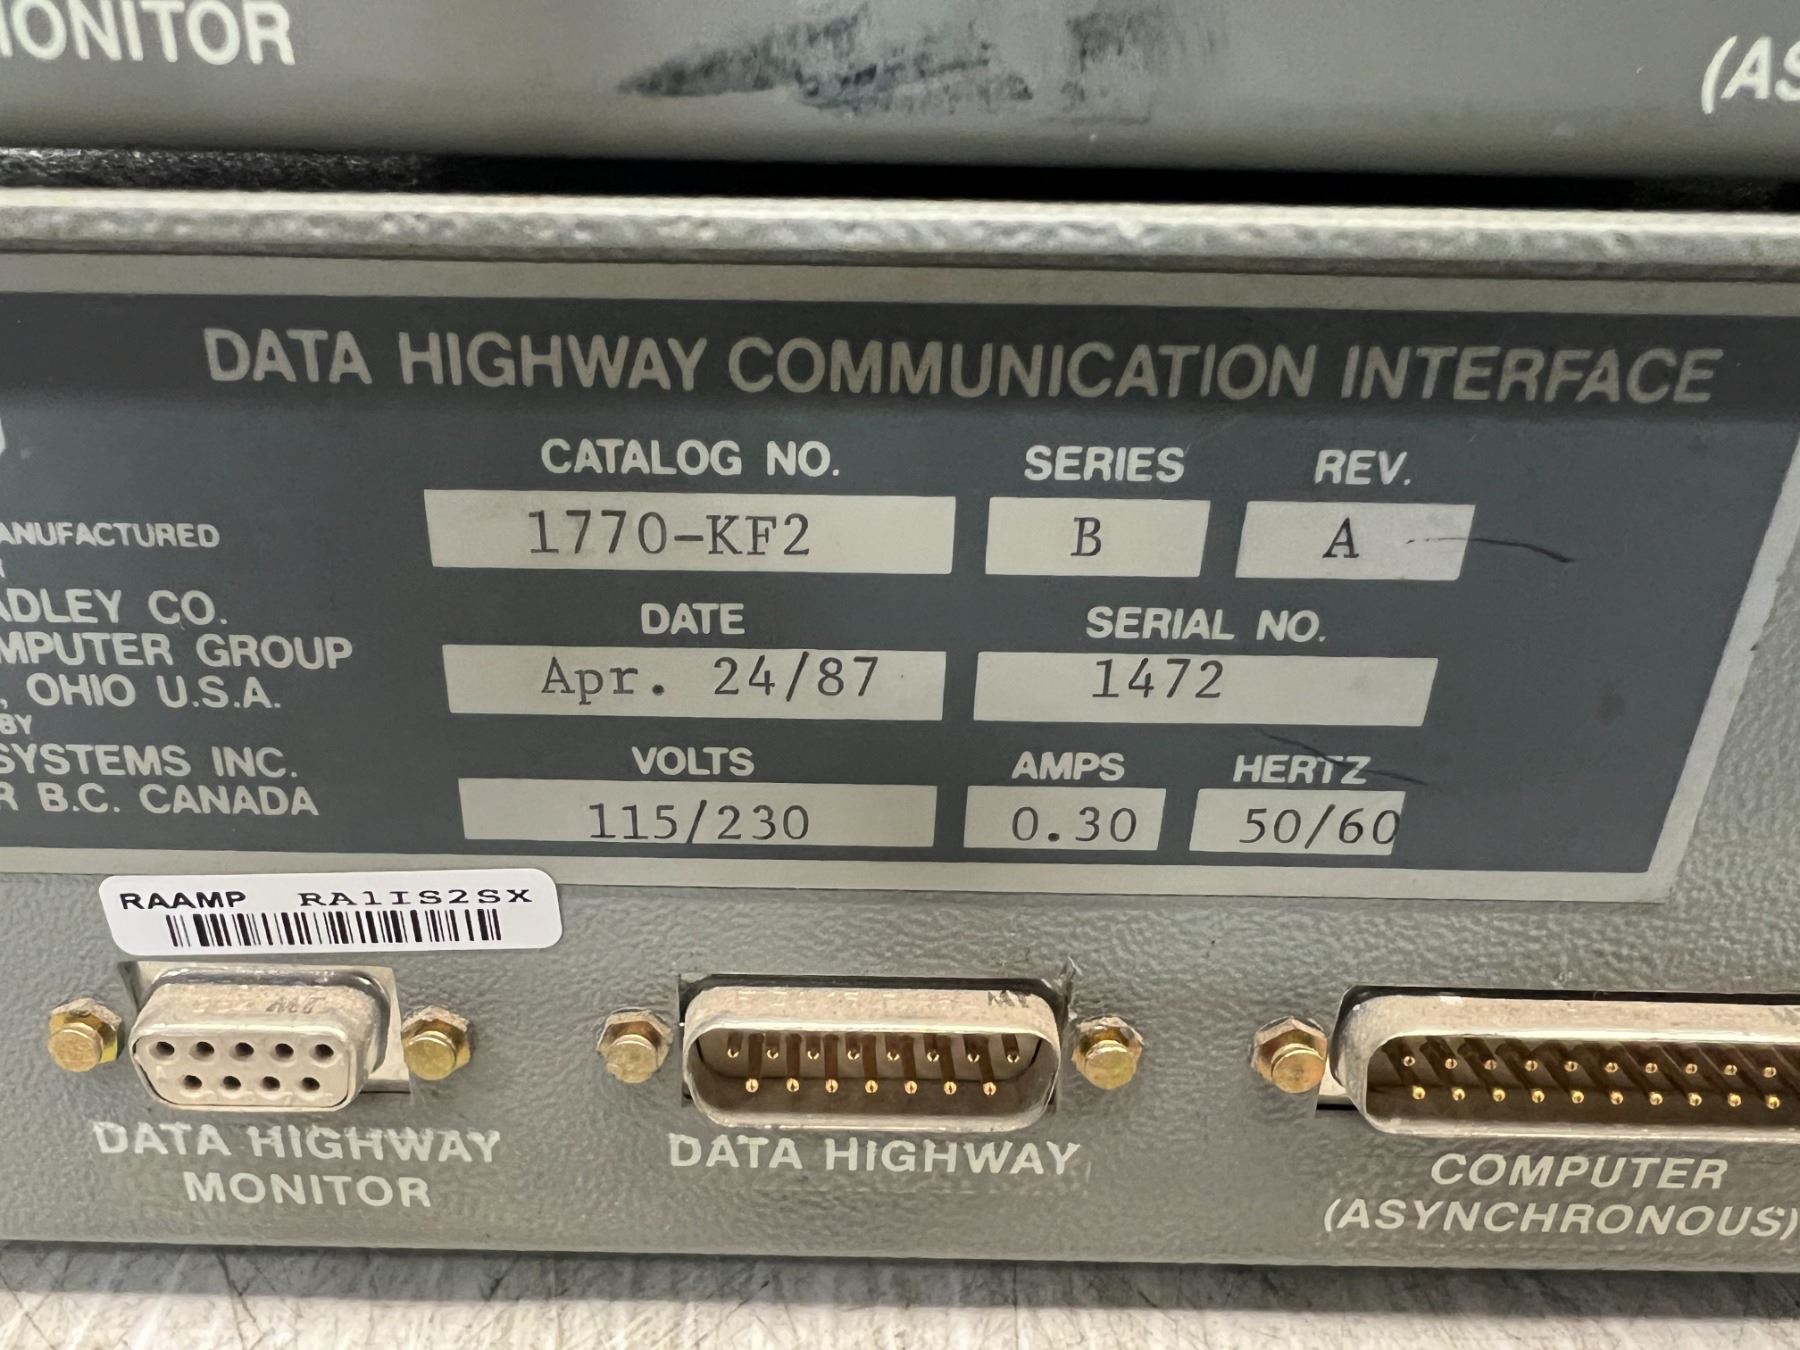 IONITOR
(AS
DATA HIGHWAY COMMUNICATION INTERFACE
CATALOG NO. SERIES REV.
1770-KF2 B A
ANUFACTURED
DATE SERIAL NO.
Apr. 24/87 1472
ADLEY CO.
MPUTER GROUP
, OHIO U.S.A.
BY
SYSTEMS INC.
R B.C. CANADA
VOLTS AMPS HERTZ
115/230 0.30 50/60
RAAMP RA1IS2SX
DATA HIGHWAY
MONITOR
DATA HIGHWAY
COMPUTER
(ASYNCHRONOUS)